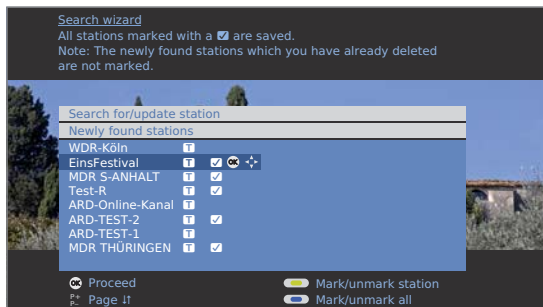 Search wizard
All stations marked with a ☑ are saved.
Note: The newly found stations which you have already deleted
are not marked.
Search for/update station
Newly found stations
WDR-Köln T
EinsFestival T ☑ OK
MDR S-ANHALT T ☑
Test-R T ☑
ARD-Online-Kanal T
ARD-TEST-2 T ☑
ARD-TEST-1 T
MDR THÜRINGEN T ☑
OK Proceed
Mark/unmark station
P+ P- Page ↓↑
Mark/unmark all